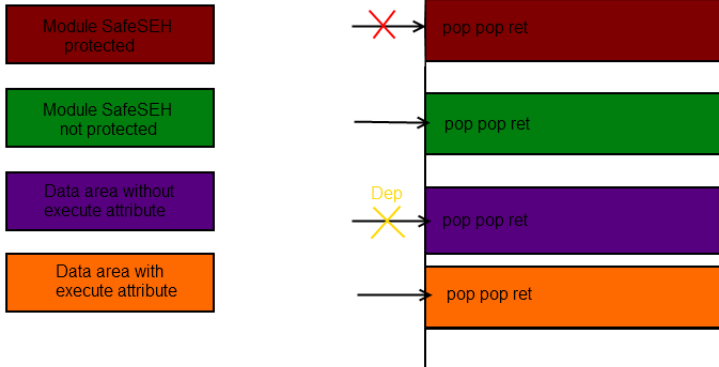 Module SafeSEH
protected
pop pop ret
Module SafeSEH
not protected
pop pop ret
Data area without
execute attribute
Dep
pop pop ret
Data area with
execute attribute
pop pop ret